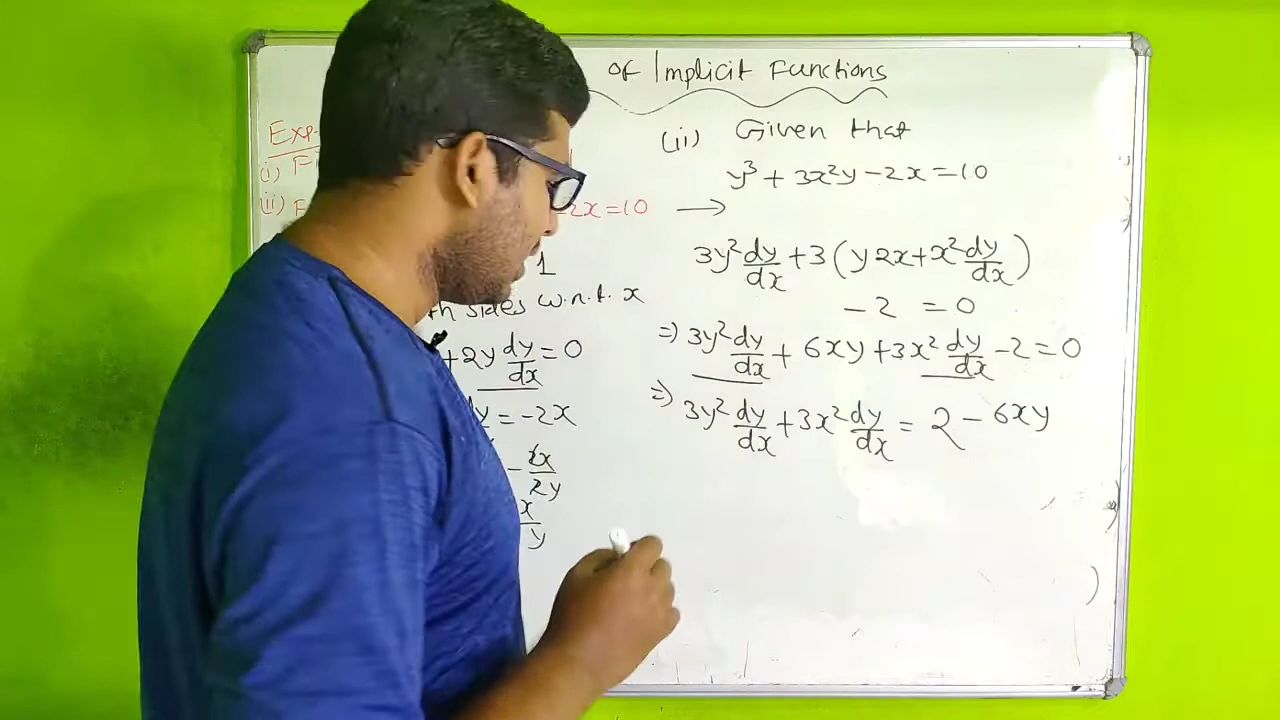 of Implicit Functions
Exp
(i) F
(ii) F
2x=10 →
1
th sides w.r.t. x
+2y dy/dx = 0
dy = -2x
- 2x/2y
x/y
(ii) Given that
y³ + 3x²y - 2x = 10
3y² dy/dx + 3 (y 2x + x² dy/dx)
- 2 = 0
⇒ 3y² dy/dx + 6xy + 3x² dy/dx - 2 = 0
⇒ 3y² dy/dx + 3x² dy/dx = 2 - 6xy